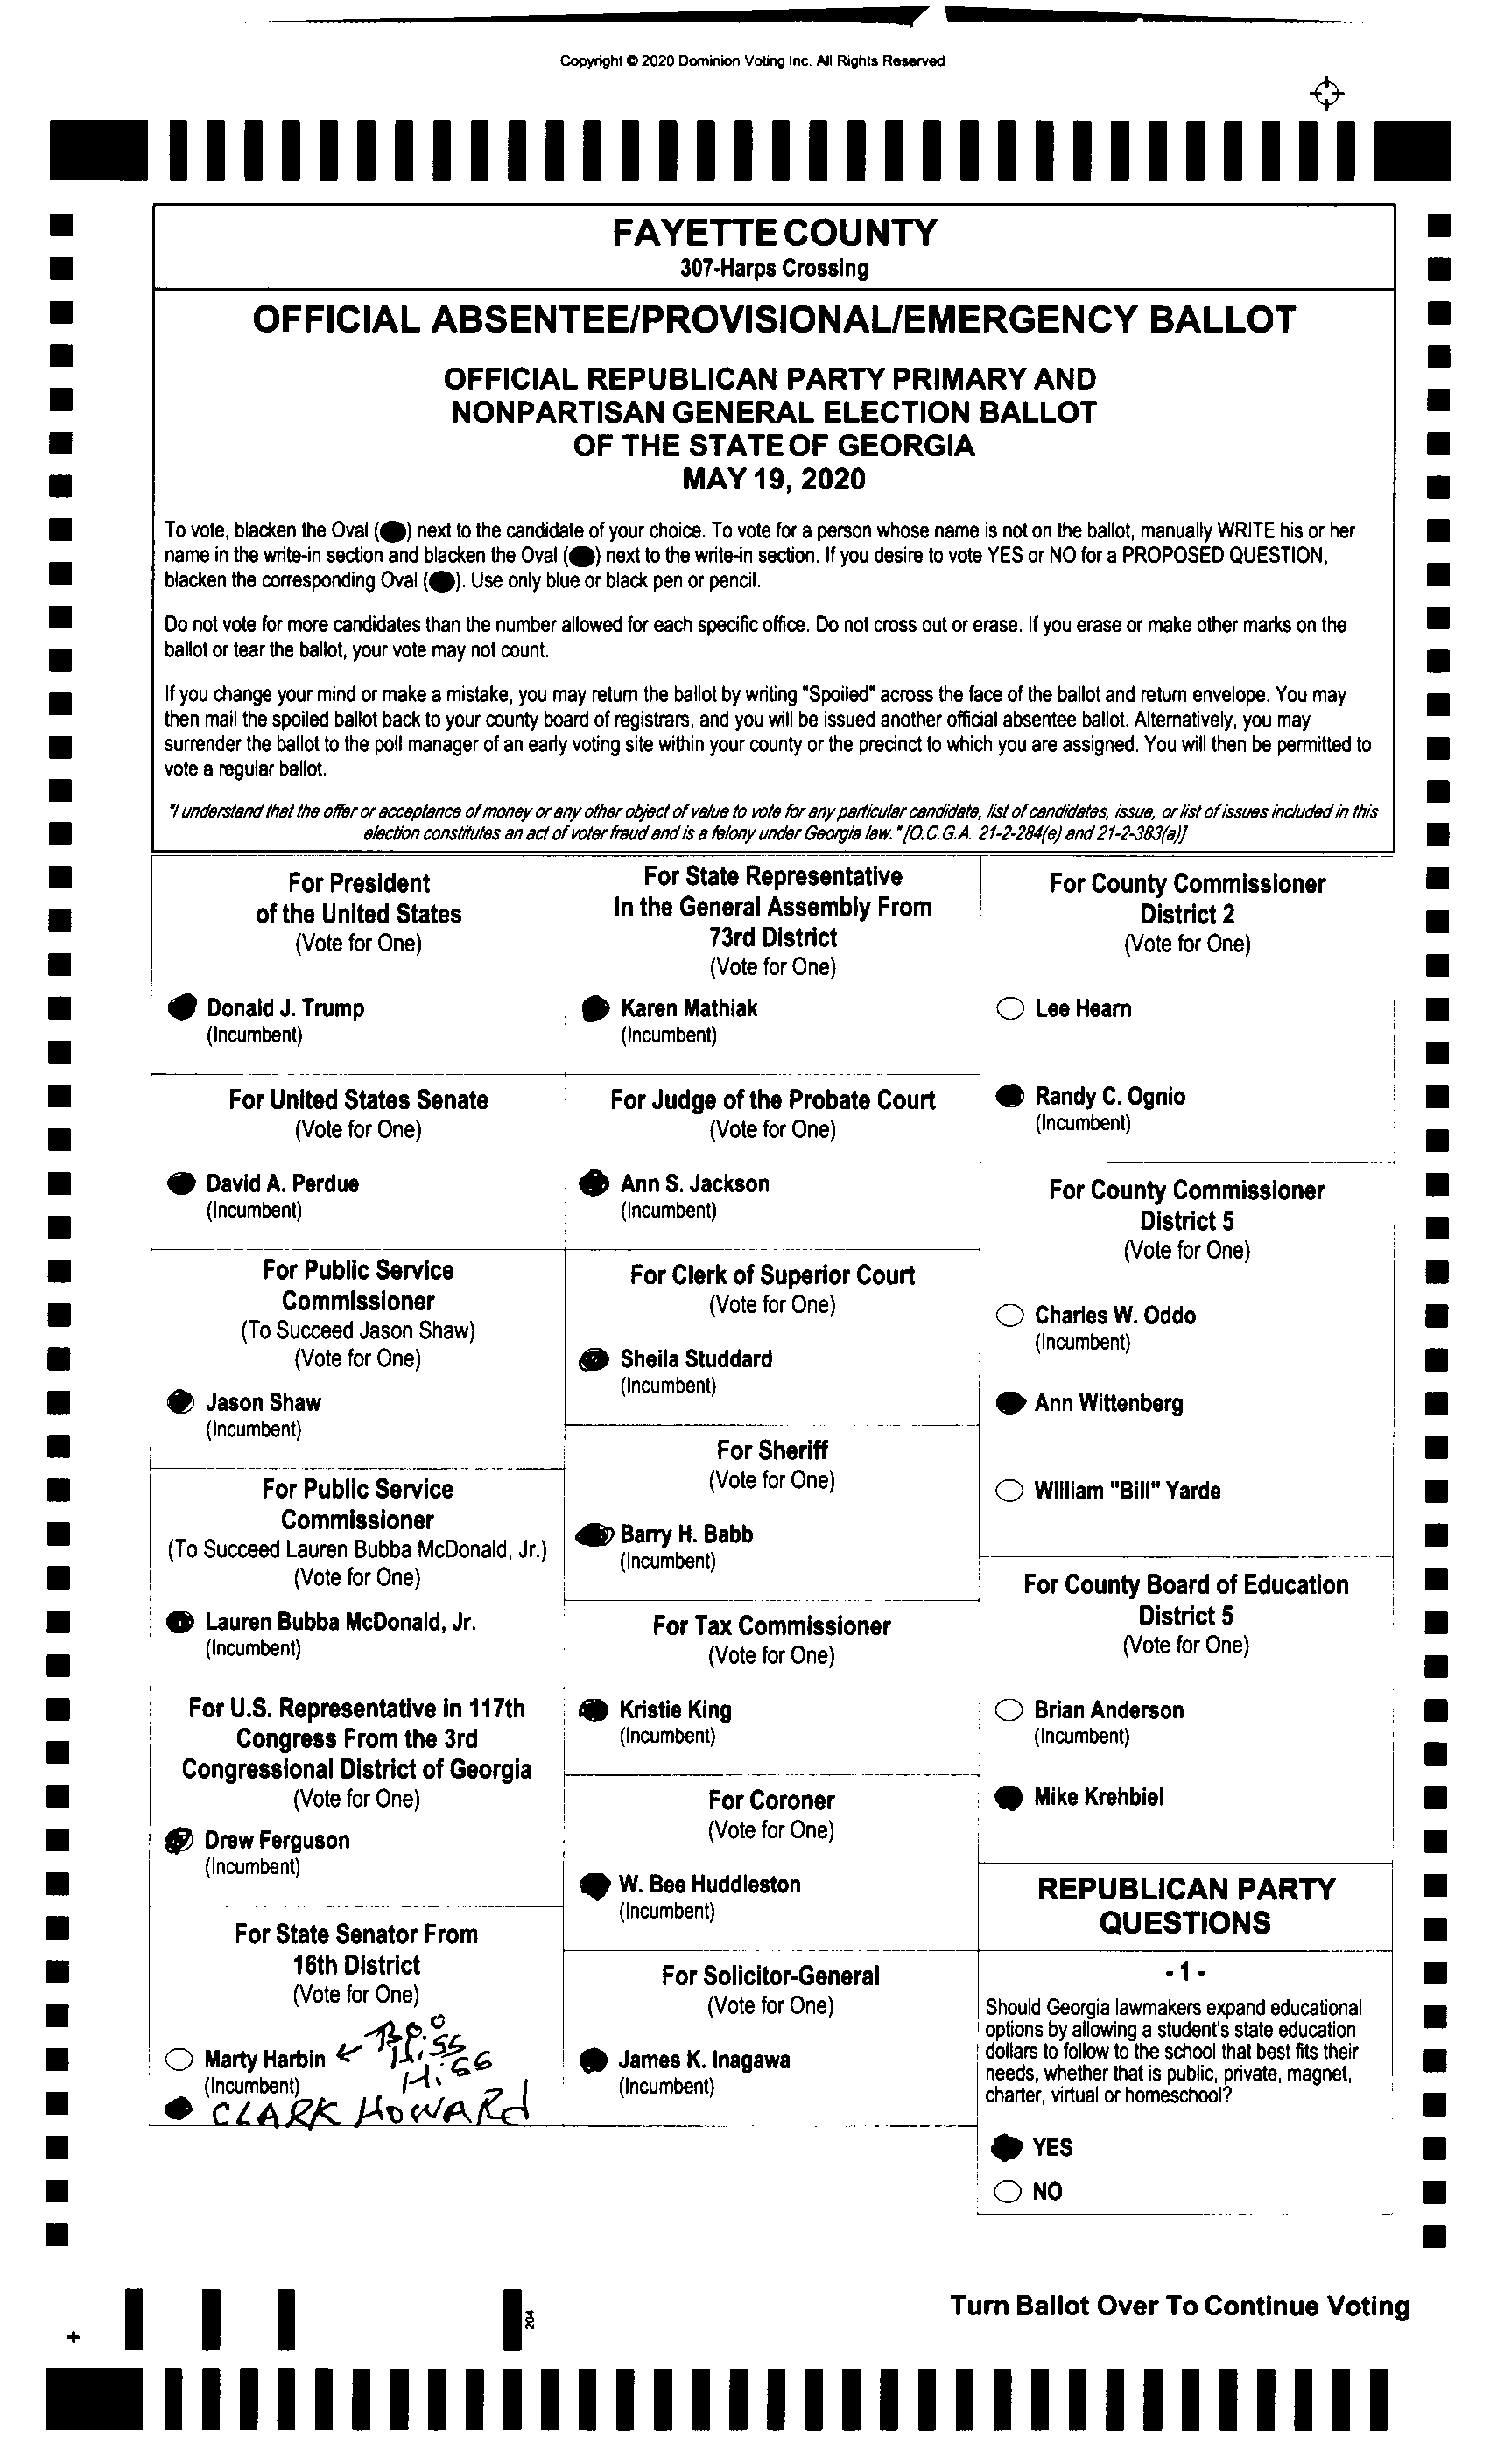 Copyright © 2020 Dominion Voting Inc. All Rights Reserved
FAYETTE COUNTY
307-Harps Crossing
OFFICIAL ABSENTEE/PROVISIONAL/EMERGENCY BALLOT
OFFICIAL REPUBLICAN PARTY PRIMARY AND
NONPARTISAN GENERAL ELECTION BALLOT
OF THE STATE OF GEORGIA
MAY 19, 2020
To vote, blacken the Oval () next to the candidate of your choice. To vote for a person whose name is not on the ballot, manually WRITE his or her
name in the write-in section and blacken the Oval () next to the write-in section. If you desire to vote YES or NO for a PROPOSED QUESTION,
blacken the corresponding Oval (). Use only blue or black pen or pencil.
Do not vote for more candidates than the number allowed for each specific office. Do not cross out or erase. If you erase or make other marks on the
ballot or tear the ballot, your vote may not count.
If you change your mind or make a mistake, you may return the ballot by writing "Spoiled" across the face of the ballot and return envelope. You may
then mail the spoiled ballot back to your county board of registrars, and you will be issued another official absentee ballot. Alternatively, you may
surrender the ballot to the poll manager of an early voting site within your county or the precinct to which you are assigned. You will then be permitted to
vote a regular ballot.
"I understand that the offer or acceptance of money or any other object of value to vote for any particular candidate, list of candidates, issue, or list of issues included in this
election constitutes an act of voter fraud and is a felony under Georgia law." [O.C.G.A. 21-2-284(e) and 21-2-383(a)]
For President
of the United States
(Vote for One)
Donald J. Trump
(Incumbent)
For United States Senate
(Vote for One)
David A. Perdue
(Incumbent)
For Public Service
Commissioner
(To Succeed Jason Shaw)
(Vote for One)
Jason Shaw
(Incumbent)
For Public Service
Commissioner
(To Succeed Lauren Bubba McDonald, Jr.)
(Vote for One)
Lauren Bubba McDonald, Jr.
(Incumbent)
For U.S. Representative in 117th
Congress From the 3rd
Congressional District of Georgia
(Vote for One)
Drew Ferguson
(Incumbent)
For State Senator From
16th District
(Vote for One)
Marty Harbin
(Incumbent)
Hiss
Hiss
CLARK HOWARd
For State Representative
In the General Assembly From
73rd District
(Vote for One)
Karen Mathiak
(Incumbent)
For Judge of the Probate Court
(Vote for One)
Ann S. Jackson
(Incumbent)
For Clerk of Superior Court
(Vote for One)
Sheila Studdard
(Incumbent)
For Sheriff
(Vote for One)
Barry H. Babb
(Incumbent)
For Tax Commissioner
(Vote for One)
Kristie King
(Incumbent)
For Coroner
(Vote for One)
W. Bee Huddleston
(Incumbent)
For Solicitor-General
(Vote for One)
James K. Inagawa
(Incumbent)
For County Commissioner
District 2
(Vote for One)
Lee Hearn
Randy C. Ognio
(Incumbent)
For County Commissioner
District 5
(Vote for One)
Charles W. Oddo
(Incumbent)
Ann Wittenberg
William "Bill" Yarde
For County Board of Education
District 5
(Vote for One)
Brian Anderson
(Incumbent)
Mike Krehbiel
REPUBLICAN PARTY
QUESTIONS
- 1 -
Should Georgia lawmakers expand educational
options by allowing a student's state education
dollars to follow to the school that best fits their
needs, whether that is public, private, magnet,
charter, virtual or homeschool?
YES
NO
Turn Ballot Over To Continue Voting
204